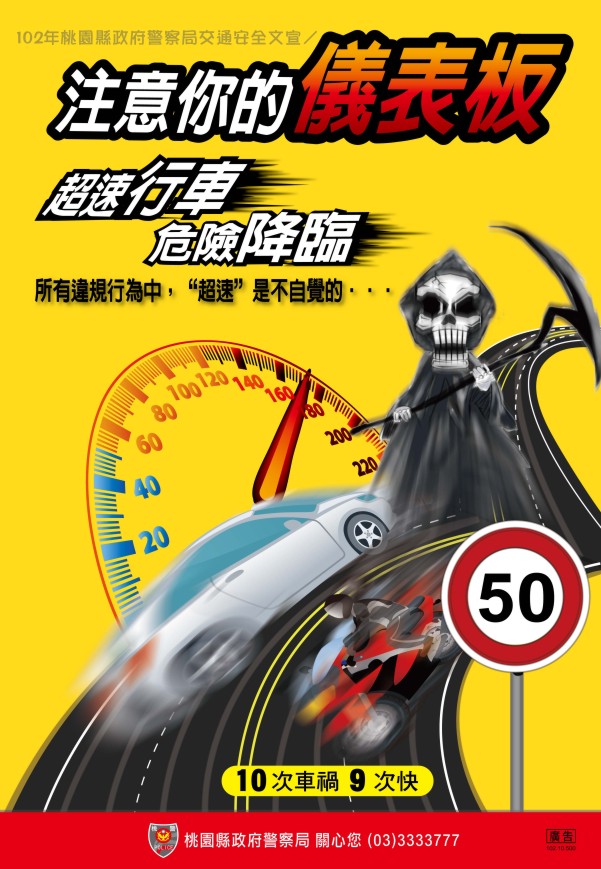 102年桃園縣政府警察局交通安全文宣／
注意你的儀表板
超速行車
危險降臨
所有違規行為中，“超速”是不自覺的···
20
40
60
80
100
120
140
160
180
200
220
50
10次車禍 9 次快
桃園縣政府警察局 關心您 (03)3333777
廣告